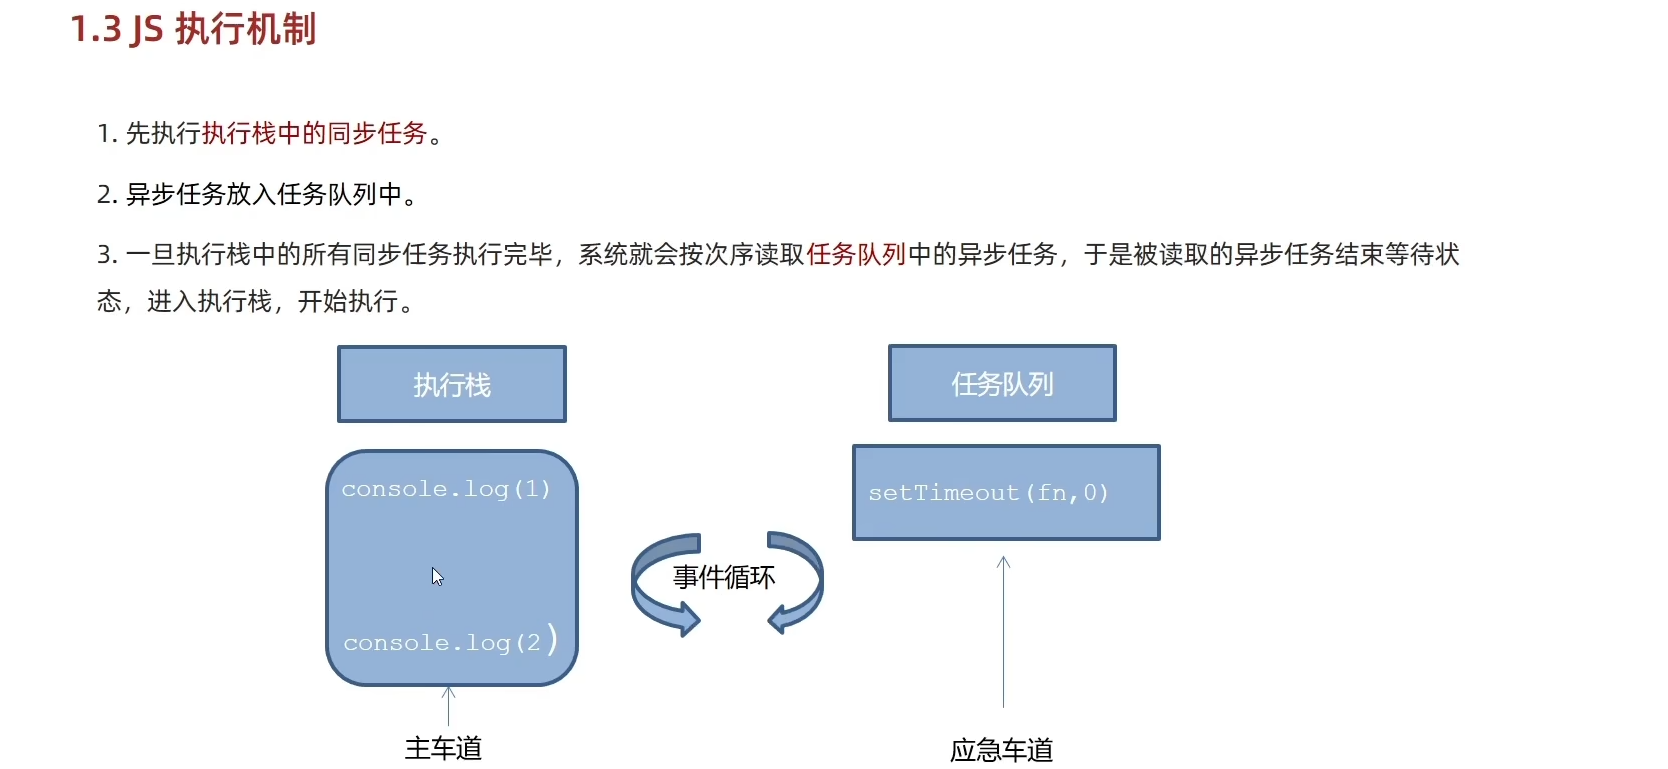 1.3 JS 执行机制
1. 先执行执行栈中的同步任务。
2. 异步任务放入任务队列中。
3. 一旦执行栈中的所有同步任务执行完毕，系统就会按次序读取任务队列中的异步任务，于是被读取的异步任务结束等待状
态，进入执行栈，开始执行。
执行栈
任务队列
console.log(1)
setTimeout(fn,0)
事件循环
console.log(2)
主车道
应急车道